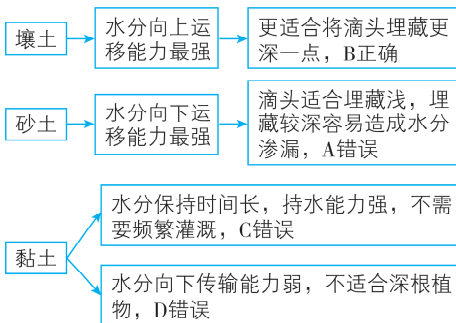 壤土
水分向上运
移能力最强
更适合将滴头埋藏更
深一点，B正确
砂土
水分向下运
移能力最强
滴头适合埋藏浅，埋
藏较深容易造成水分
渗漏，A错误
黏土
水分保持时间长，持水能力强，不需
要频繁灌溉，C错误
水分向下传输能力弱，不适合深根植
物，D错误